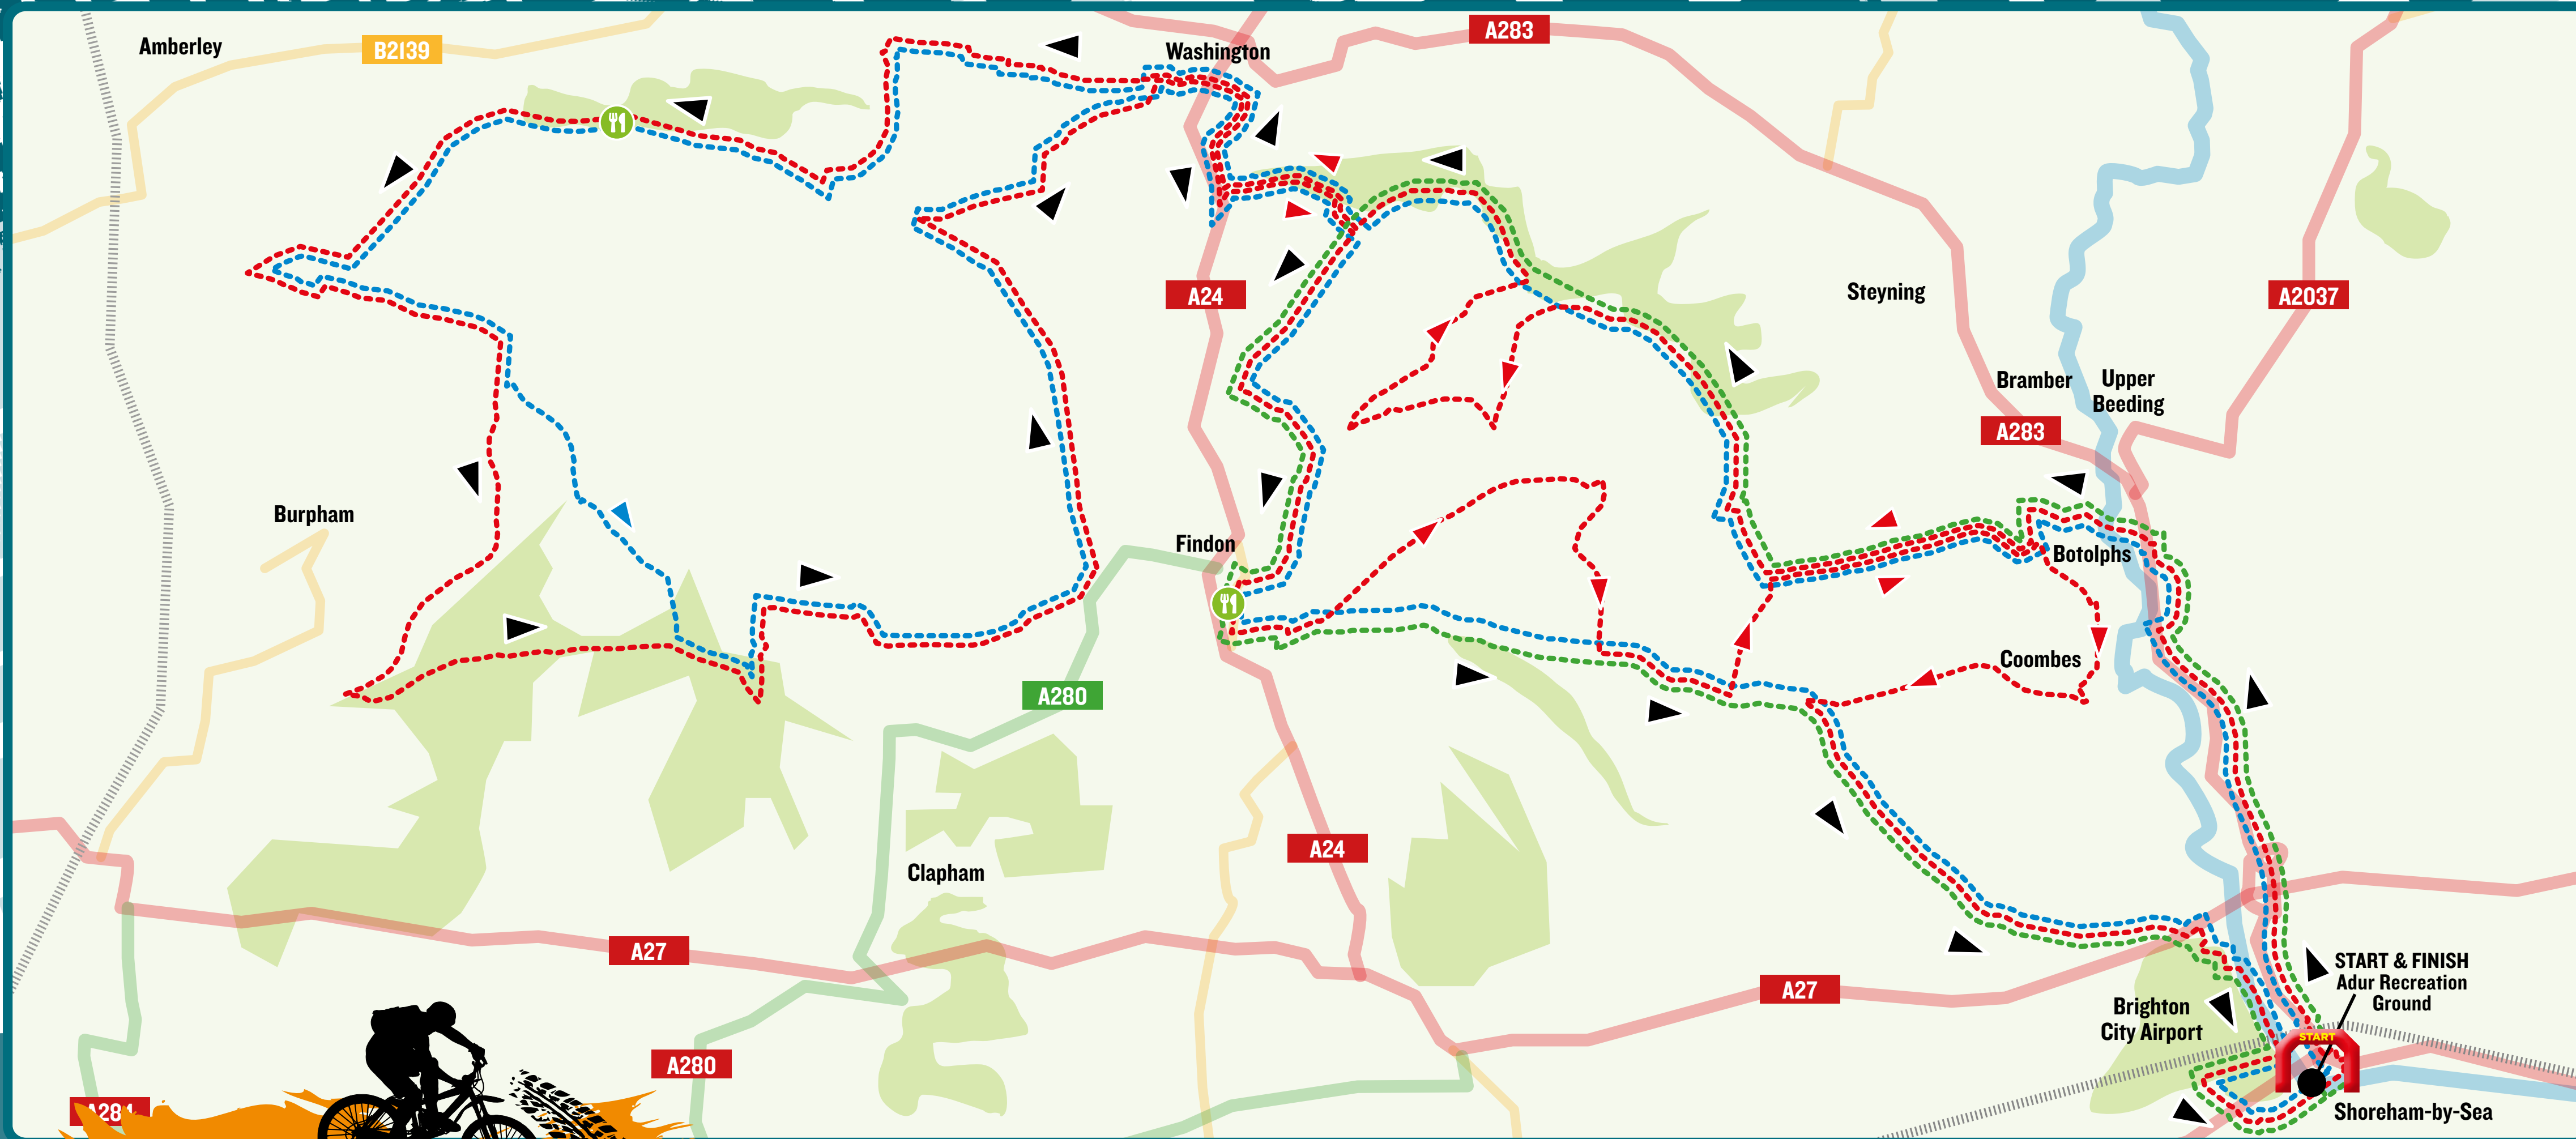 Amberley
B2139
Washington
A283
A24
Steyning
A2037
Bramber
Upper
Beeding
A283
Burpham
Findon
Botolphs
Coombes
A280
A24
Clapham
A27
A27
START & FINISH
Adur Recreation
Ground
Brighton
City Airport
START
A280
A284
Shoreham-by-Sea